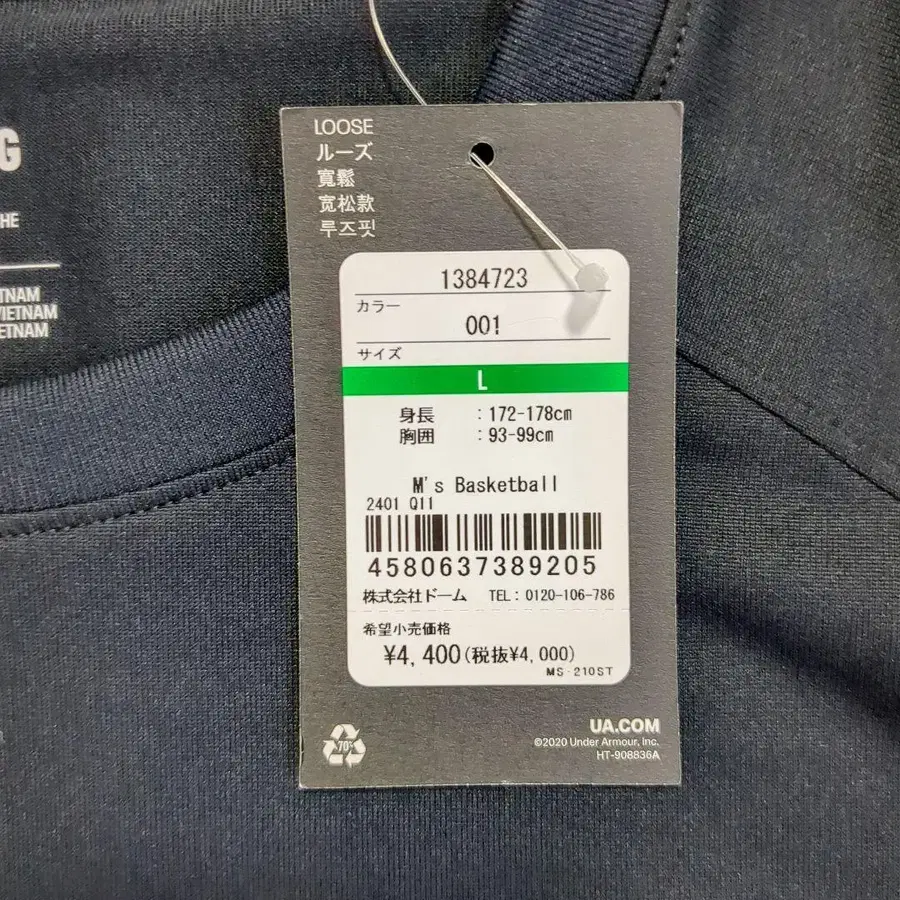 G
HE
TNAM
VIETNAM
ETNAM
LOOSE
ルーズ
寬鬆
宽松款
루즈핏
1384723
カラー
001
サイズ
L
身長 : 172-178cm
胸囲 : 93-99cm
M's Basketball
2401 Q11
4580637389205
株式会社ドーム TEL: 0120-106-786
希望小売価格
¥4,400(税抜¥4,000)
MS-210ST
70%
UA.COM
©2020 Under Armour, Inc.
HT-908836A